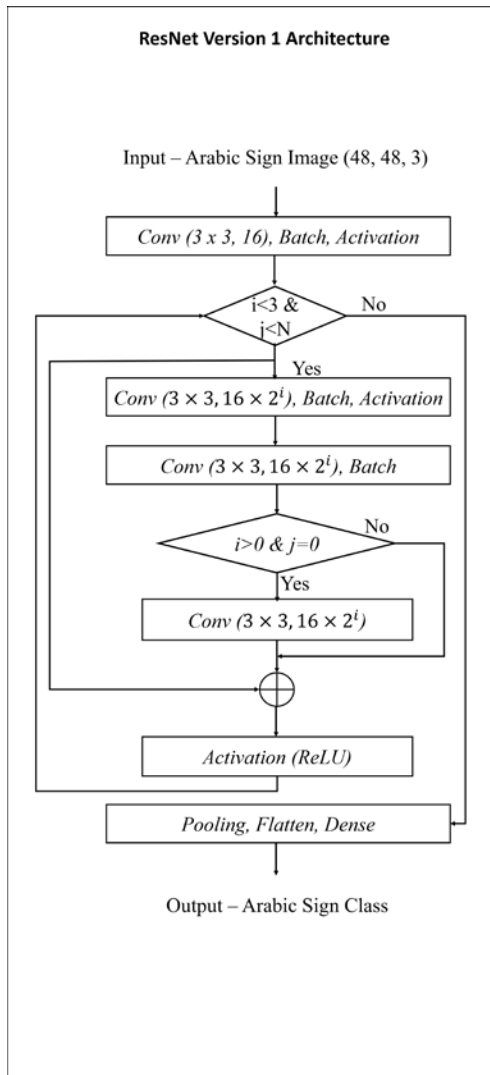 ResNet Version 1 Architecture
Input – Arabic Sign Image (48, 48, 3)
Conv (3 x 3, 16), Batch, Activation
i<3 &
j<N
No
Yes
Conv (3 × 3, 16 × 2^i), Batch, Activation
Conv (3 × 3, 16 × 2^i), Batch
i>0 & j=0
No
Yes
Conv (3 × 3, 16 × 2^i)
Activation (ReLU)
Pooling, Flatten, Dense
Output – Arabic Sign Class